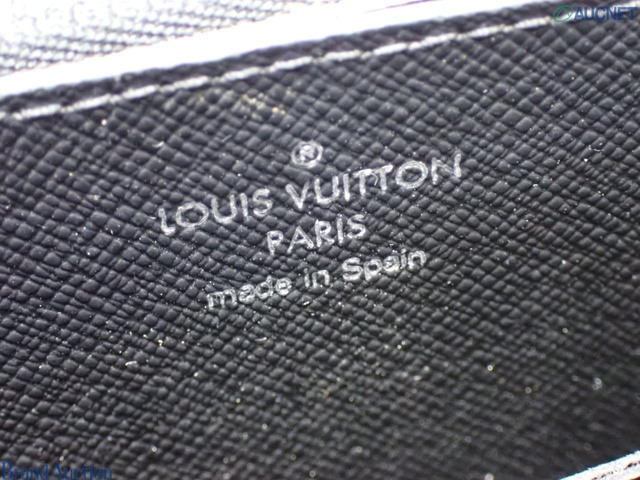 AUCNET
®
LOUIS VUITTON
PARIS
made in Spain
Brand Auction